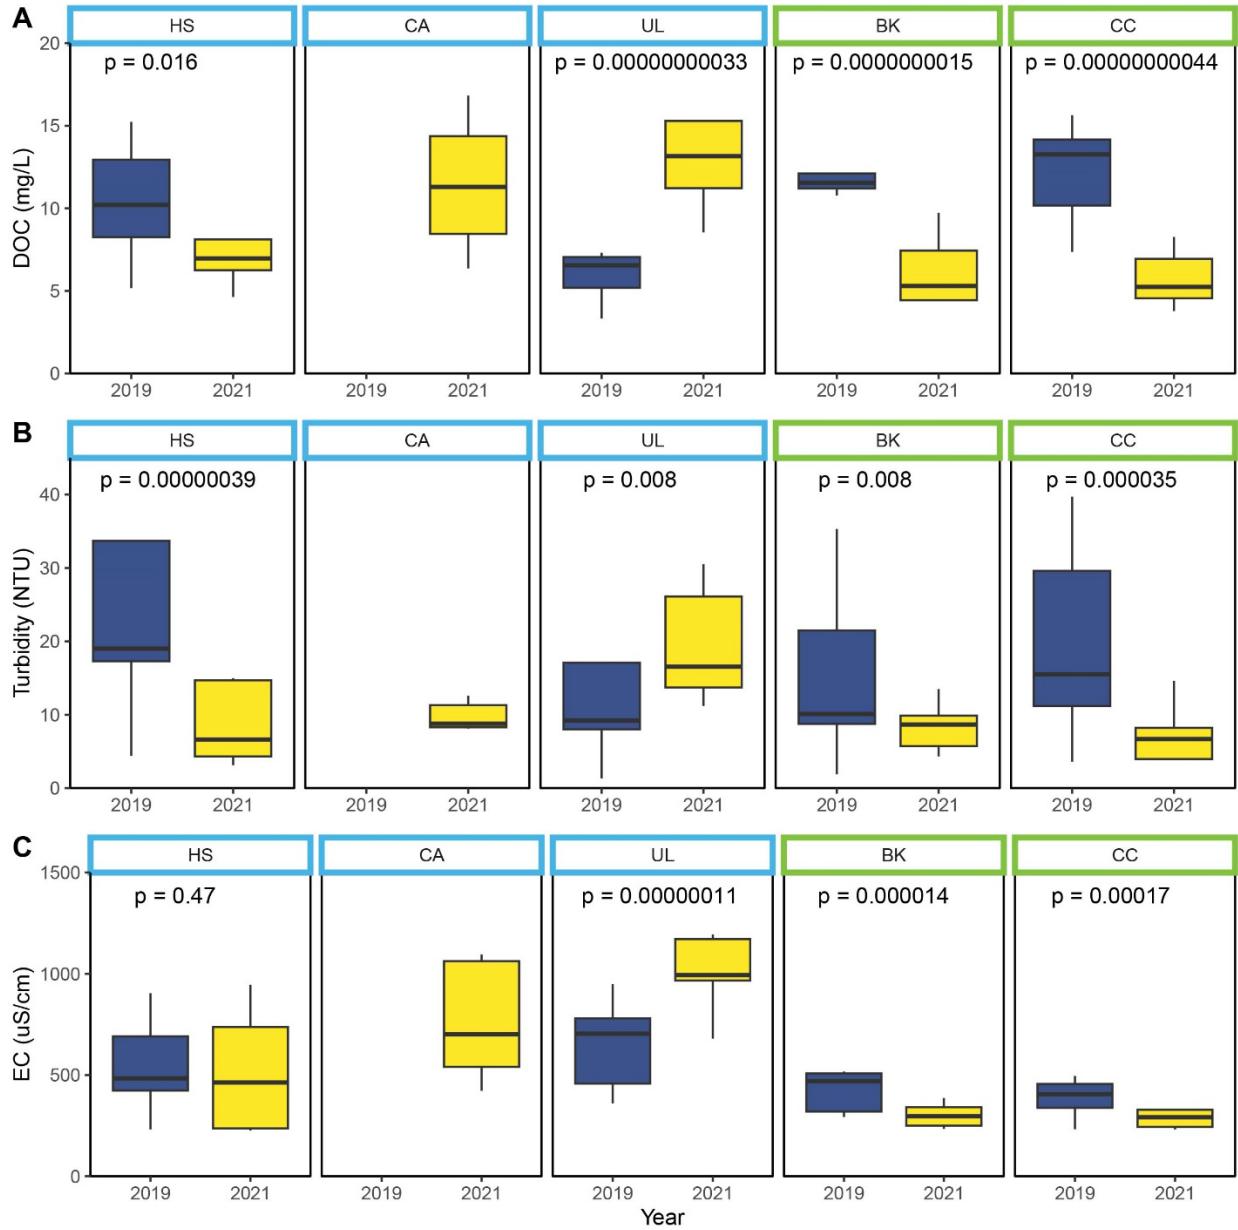 A
HS CA UL BK CC
p = 0.016 p = 0.00000000033 p = 0.0000000015 p = 0.00000000044
20
15
10
5
0
DOC (mg/L)
2019 2021 2019 2021 2019 2021 2019 2021 2019 2021
B
HS CA UL BK CC
p = 0.00000039 p = 0.008 p = 0.008 p = 0.000035
40
30
20
10
0
Turbidity (NTU)
2019 2021 2019 2021 2019 2021 2019 2021 2019 2021
C
HS CA UL BK CC
p = 0.47 p = 0.00000011 p = 0.000014 p = 0.00017
1500
1000
500
0
EC (uS/cm)
2019 2021 2019 2021 2019 2021 2019 2021 2019 2021
Year